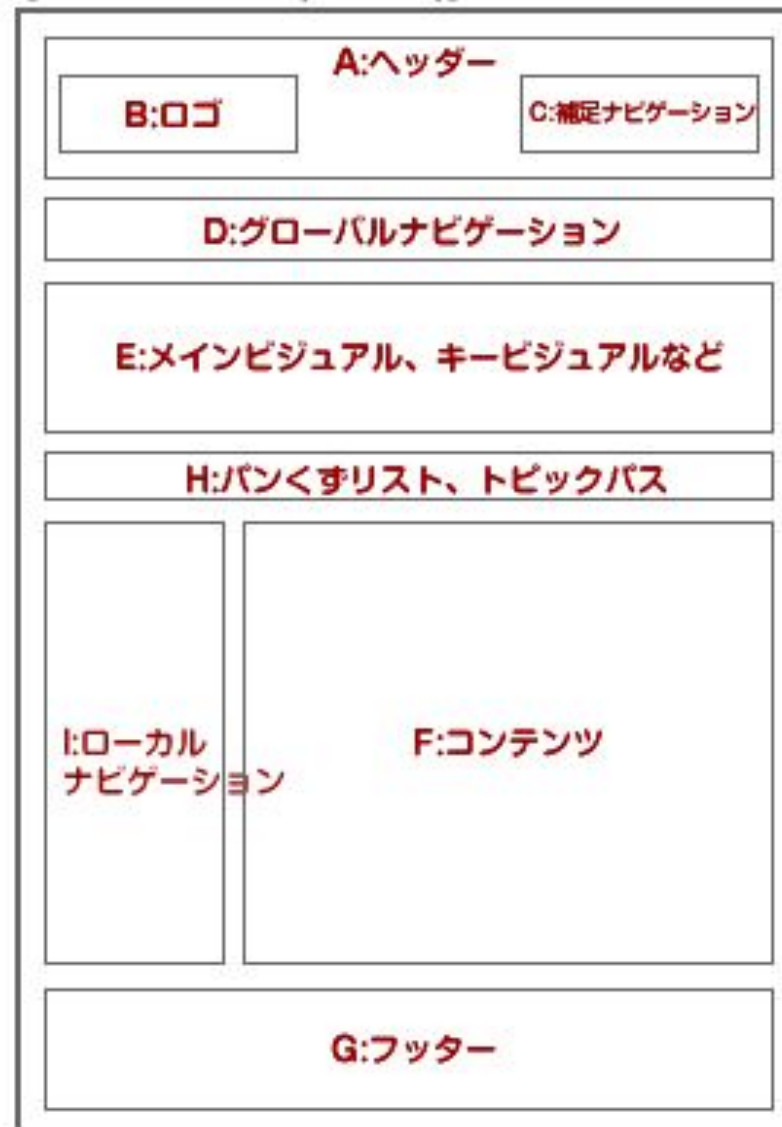 A:ヘッダー
B:ロゴ
C:補足ナビゲーション
D:グローバルナビゲーション
E:メインビジュアル、キービジュアルなど
H:パンくずリスト、トピックパス
I:ローカル
ナビゲーション
F:コンテンツ
G:フッター